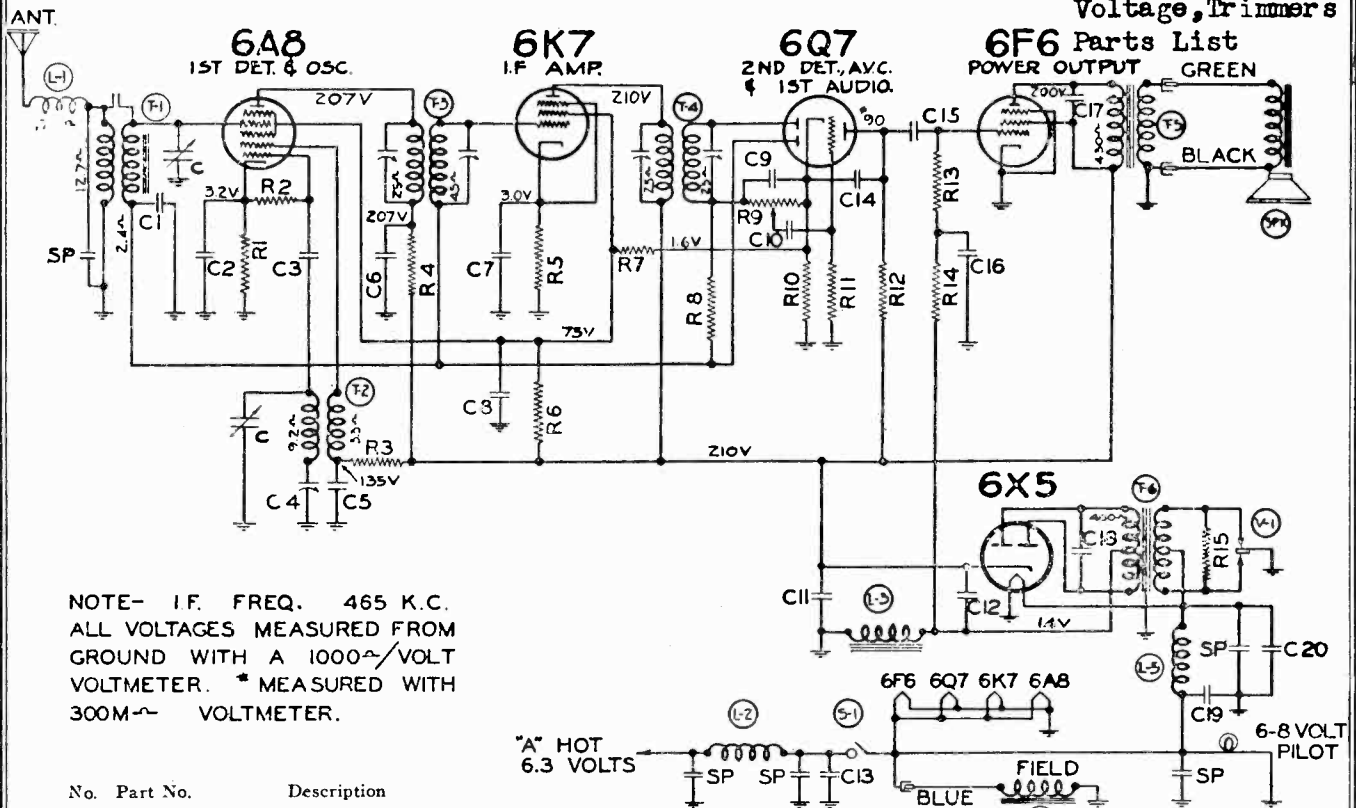 Voltage,Trimmers
Parts List
ANT.
6A8
1ST DET. & OSC.
6K7
I.F. AMP.
6Q7
2ND DET., A.V.C.
& 1ST AUDIO.
6F6
POWER OUTPUT
GREEN
BLACK
L-1
T-1
207V
T-3
210V
T-4
*90
C15
200V
C17
450~
T-5
SP10
12.7~
2.4~
C
C1
SP
3.2V
R2
R1
C2
C3
207V
C6
R4
3.0V
C7
R5
R7
1.6V
C9
R9
C10
C14
R8
R10
R11
R12
R13
R14
C16
75V
C8
R6
T-2
C
9.2~
R3
135V
C4
C5
210V
6X5
T-6
V-1
R15
C11
L-3
C12
1.4V
L-5
SP
C20
C19
NOTE- I.F. FREQ. 465 K.C.
ALL VOLTAGES MEASURED FROM
GROUND WITH A 1000~/VOLT
VOLTMETER. * MEASURED WITH
300M~ VOLTMETER.
6F6 6Q7 6K7 6A8
L-2
S-1
"A" HOT
6.3 VOLTS
SP
SP
C13
FIELD
BLUE
SP
6-8 VOLT
PILOT
No. Part No. Description